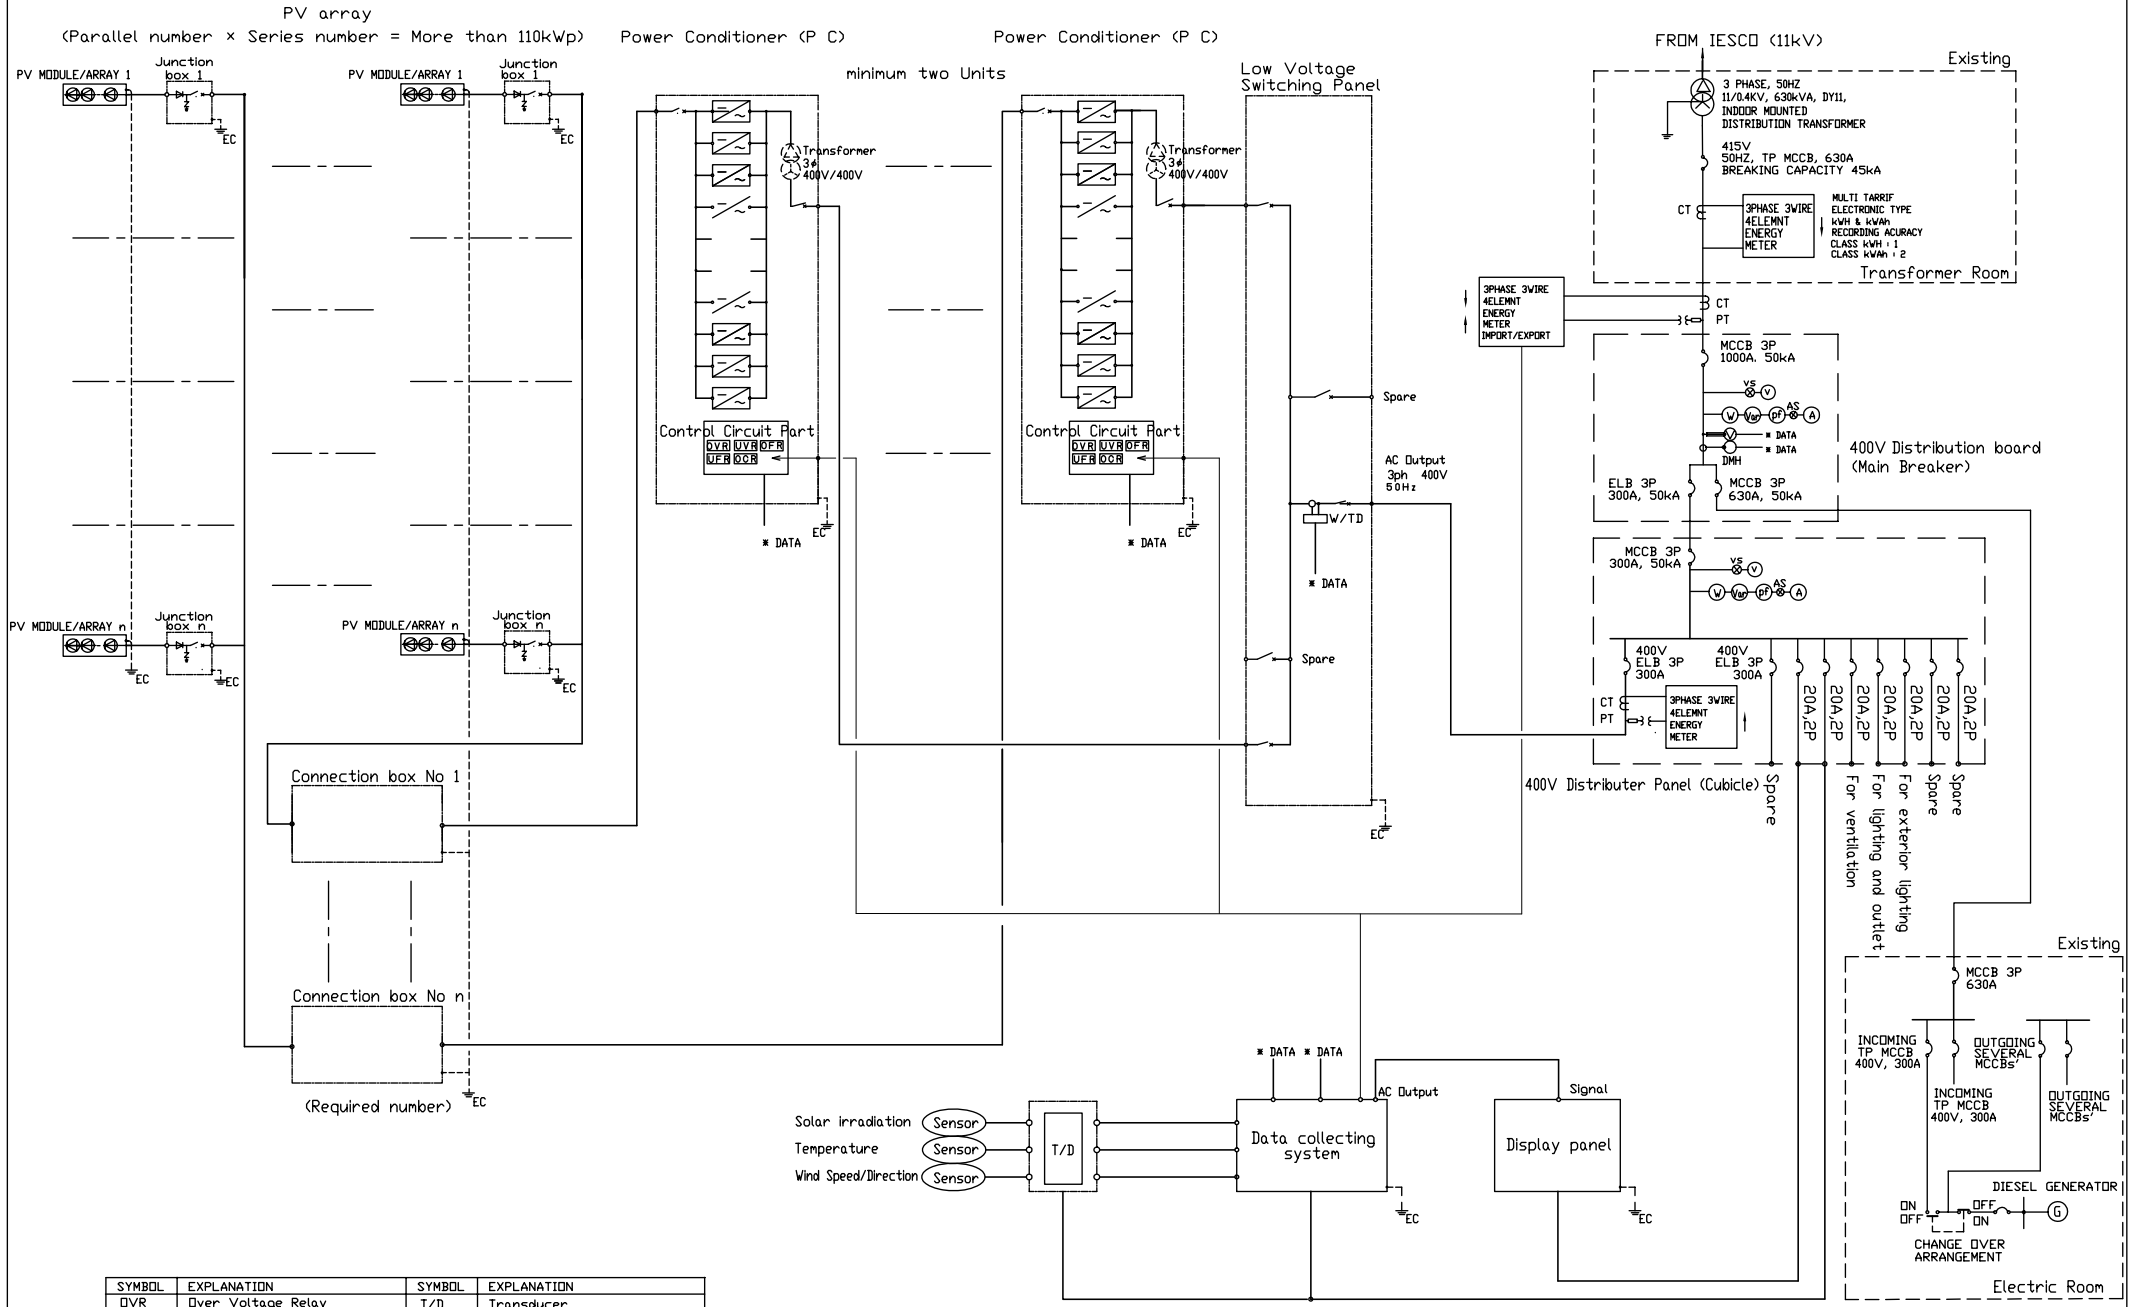 PV array
(Parallel number × Series number = More than 110kWp)
Power Conditioner (P C)
Power Conditioner (P C)
minimum two Units
PV MODULE/ARRAY 1
Junction
box 1
EC
PV MODULE/ARRAY 1
Junction
box 1
EC
PV MODULE/ARRAY n
Junction
box n
EC
EC
PV MODULE/ARRAY n
Junction
box n
EC
Connection box No 1
Connection box No n
(Required number)
EC
Transformer
3ø
400V/400V
Control Circuit Part
OVR UVR OFR
UFR OCR
EC
* DATA
Transformer
3ø
400V/400V
Control Circuit Part
OVR UVR OFR
UFR OCR
EC
* DATA
Low Voltage
Switching Panel
Spare
AC Output
3ph 400V
50Hz
W/TD
* DATA
Spare
EC
FROM IESCO (11kV)
Existing
3 PHASE, 50HZ
11/0.4KV, 630kVA, DY11,
INDOOR MOUNTED
DISTRIBUTION TRANSFORMER
415V
50HZ, TP MCCB, 630A
BREAKING CAPACITY 45kA
CT
3PHASE 3WIRE
4ELEMNT
ENERGY
METER
MULTI TARRIF
ELECTRONIC TYPE
kWH & kWAh
RECORDING ACURACY
CLASS kWH : 1
CLASS kWAh : 2
Transformer Room
3PHASE 3WIRE
4ELEMNT
ENERGY
METER
IMPORT/EXPORT
CT
PT
MCCB 3P
1000A. 50kA
VS
V
W Var pf AS A
V * DATA
* DATA
DMH
400V Distribution board
(Main Breaker)
ELB 3P
300A, 50kA
MCCB 3P
630A, 50kA
MCCB 3P
300A, 50kA
VS
V
W Var pf AS A
400V
ELB 3P
300A
400V
ELB 3P
300A
CT
PT
3PHASE 3WIRE
4ELEMNT
ENERGY
METER
20A,2P
20A,2P
20A,2P
20A,2P
20A,2P
20A,2P
400V Distributer Panel (Cubicle)
Spare
For ventilation
For lighting and outlet
For exterior lighting
Spare
Spare
Existing
MCCB 3P
630A
INCOMING
TP MCCB
400V, 300A
OUTGOING
SEVERAL
MCCBs'
INCOMING
TP MCCB
400V, 300A
OUTGOING
SEVERAL
MCCBs'
DIESEL GENERATOR
ON
OFF
OFF
ON
G
CHANGE OVER
ARRANGEMENT
Electric Room
Solar irradiation
Sensor
Temperature
Sensor
Wind Speed/Direction
Sensor
T/D
* DATA * DATA
AC Output
Data collecting
system
EC
Signal
Display panel
EC
SYMBOL EXPLANATION SYMBOL EXPLANATION
OVR Over Voltage Relay T/D Transducer